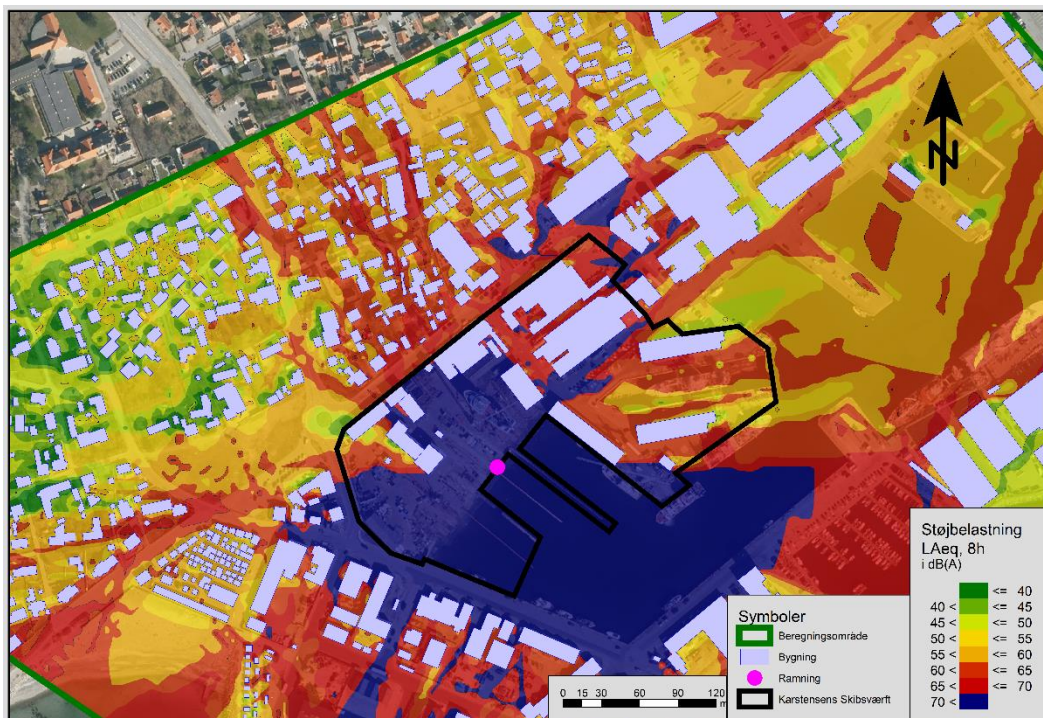 N
Støjbelastning
LAeq, 8h
i dB(A)
<= 40
40 < <= 45
45 < <= 50
50 < <= 55
55 < <= 60
60 < <= 65
65 < <= 70
70 <
Symboler
Beregningsområde
Bygning
Ramning
Karstensens Skibsværft
0 15 30 60 90 120
m